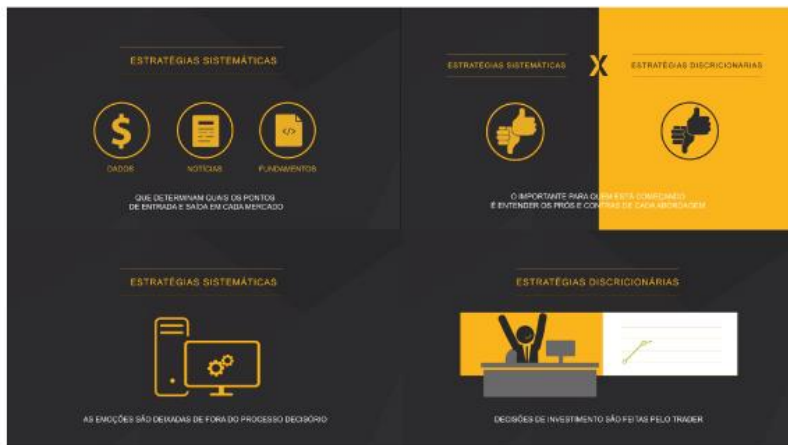 ESTRATÉGIAS SISTEMÁTICAS
DADOS
NOTÍCIAS
FUNDAMENTOS
QUE DETERMINAM QUAIS OS PONTOS
DE ENTRADA E SAÍDA EM CADA MERCADO
ESTRATÉGIAS SISTEMÁTICAS
X
ESTRATÉGIAS DISCRICIONÁRIAS
O IMPORTANTE PARA QUEM ESTÁ COMEÇANDO
É ENTENDER OS PRÓS E CONTRAS DE CADA ABORDAGEM
ESTRATÉGIAS SISTEMÁTICAS
AS EMOÇÕES SÃO DEIXADAS DE FORA DO PROCESSO DECISÓRIO
ESTRATÉGIAS DISCRICIONÁRIAS
DECISÕES DE INVESTIMENTO SÃO FEITAS PELO TRADER